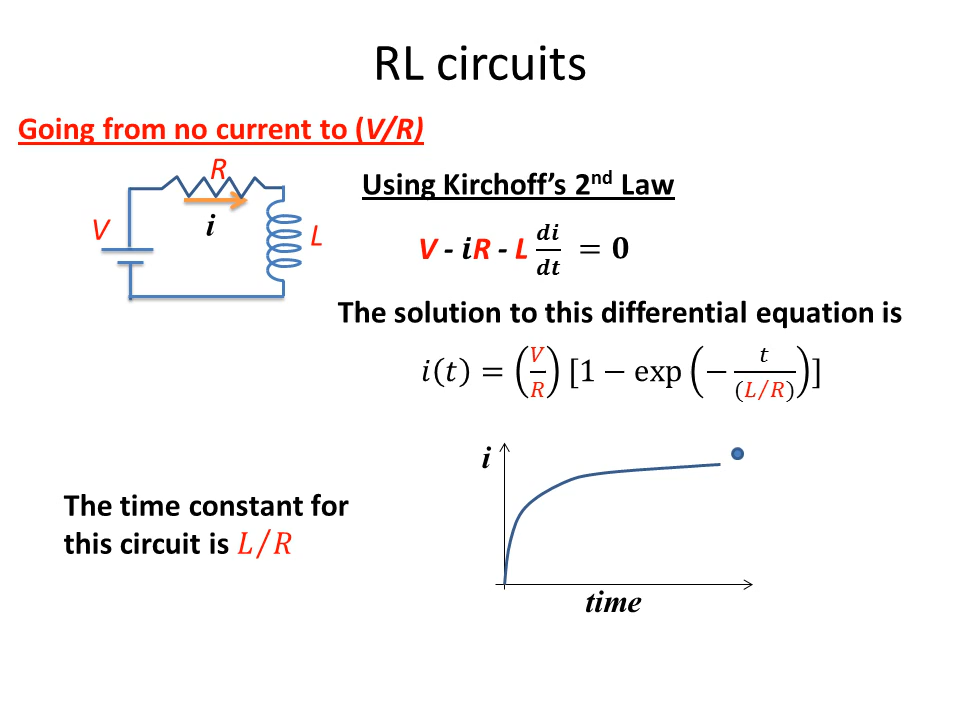 RL circuits
Going from no current to (V/R)
R
V
i
L
Using Kirchoff’s 2nd Law
V - iR - L di/dt = 0
The solution to this differential equation is
i(t) = (V/R) [1 − exp (− t/(L/R))]
i
The time constant for
this circuit is L/R
time